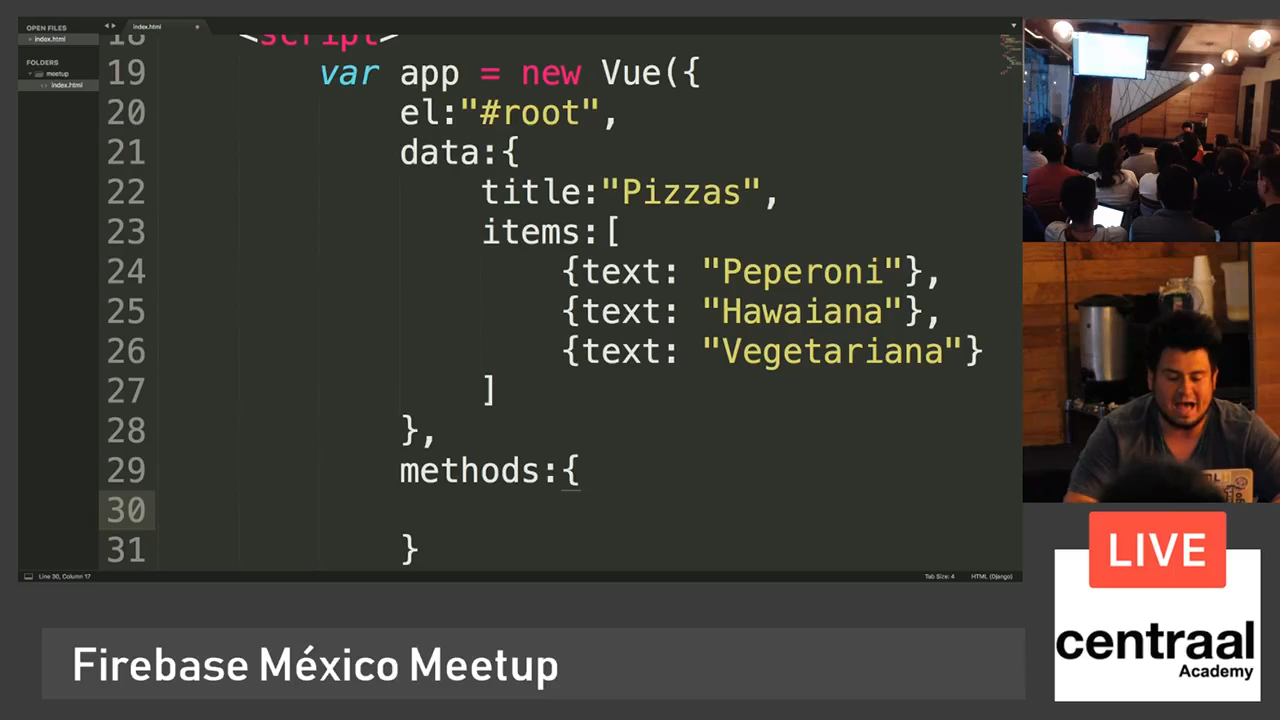 OPEN FILES
index.html
FOLDERS
meetup
index.html
index.html
18 <script>
19 var app = new Vue({
20 el:"#root",
21 data:{
22 title:"Pizzas",
23 items:[
24 {text: "Peperoni"},
25 {text: "Hawaiana"},
26 {text: "Vegetariana"}
27 ]
28 },
29 methods:{
30
31 }
Line 30, Column 17
Tab Size: 4
HTML (Django)
LIVE
centraal
Academy
Firebase México Meetup